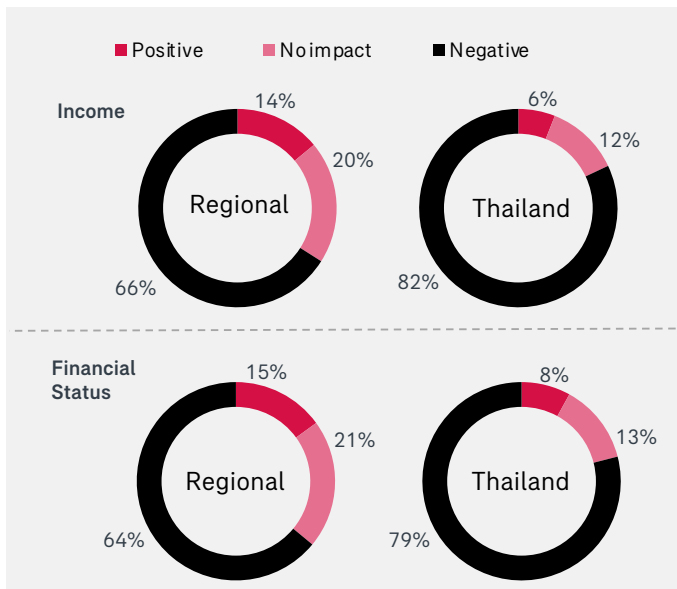 Positive
No impact
Negative
Income
14%
20%
66%
Regional
6%
12%
82%
Thailand
Financial
Status
15%
21%
64%
Regional
8%
13%
79%
Thailand